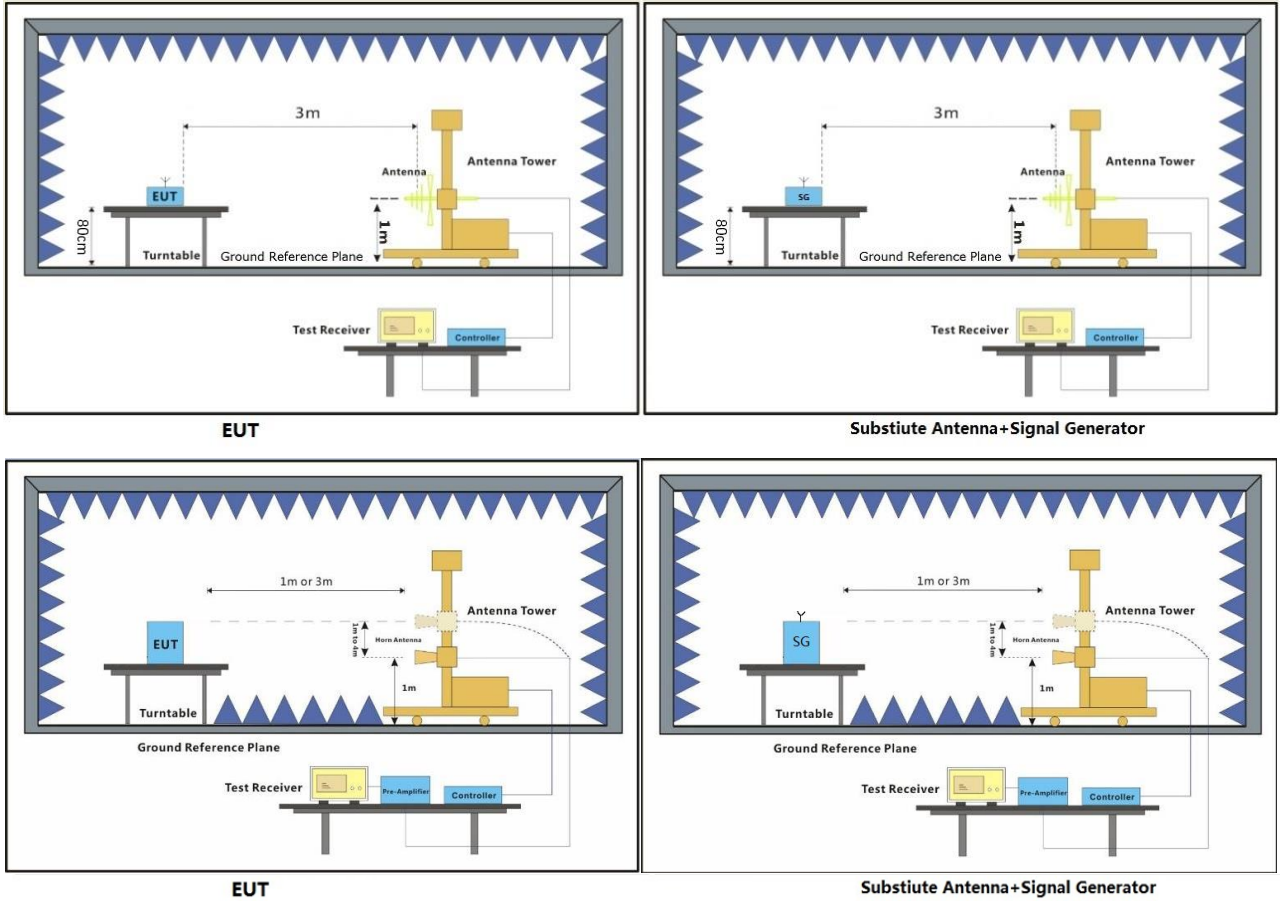 3m
Antenna Tower
Antenna
EUT
80cm
1m
Turntable
Ground Reference Plane
Test Receiver
Controller
EUT
3m
Antenna Tower
Antenna
SG
80cm
1m
Turntable
Ground Reference Plane
Test Receiver
Controller
Substiute Antenna+Signal Generator
1m or 3m
Antenna Tower
1m to 4m
Horn Antenna
EUT
1m
Turntable
Ground Reference Plane
Test Receiver
Pre-Amplifier
Controller
EUT
1m or 3m
Antenna Tower
1m to 4m
Horn Antenna
SG
1m
Turntable
Ground Reference Plane
Test Receiver
Pre-Amplifier
Controller
Substiute Antenna+Signal Generator